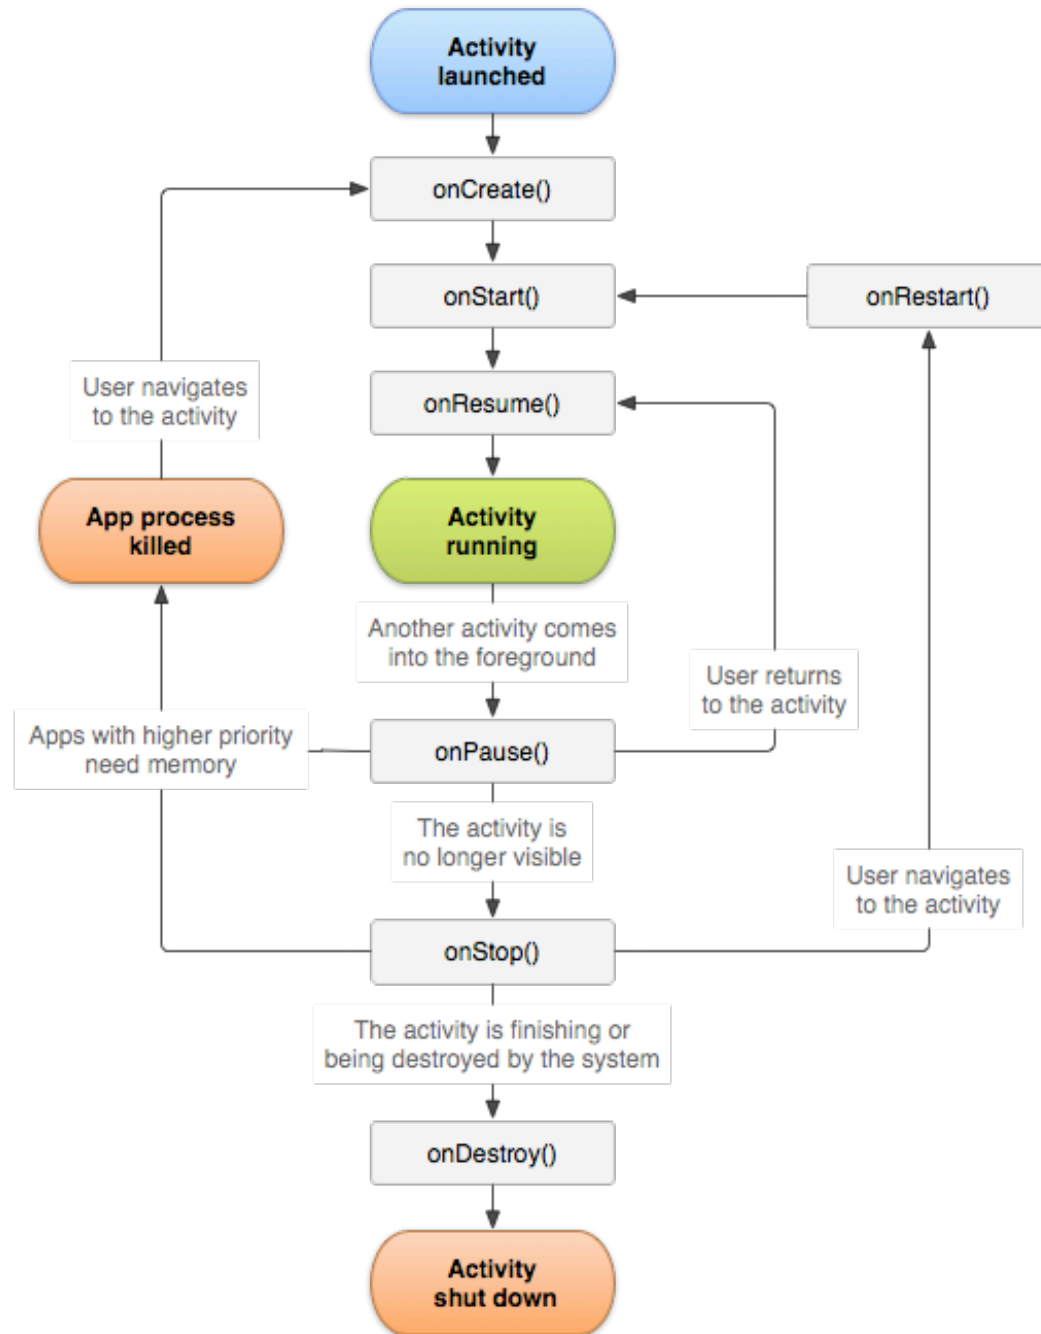 Activity
launched
onCreate()
onStart()
onRestart()
User navigates
to the activity
onResume()
App process
killed
Activity
running
Another activity comes
into the foreground
User returns
to the activity
Apps with higher priority
need memory
onPause()
The activity is
no longer visible
User navigates
to the activity
onStop()
The activity is finishing or
being destroyed by the system
onDestroy()
Activity
shut down